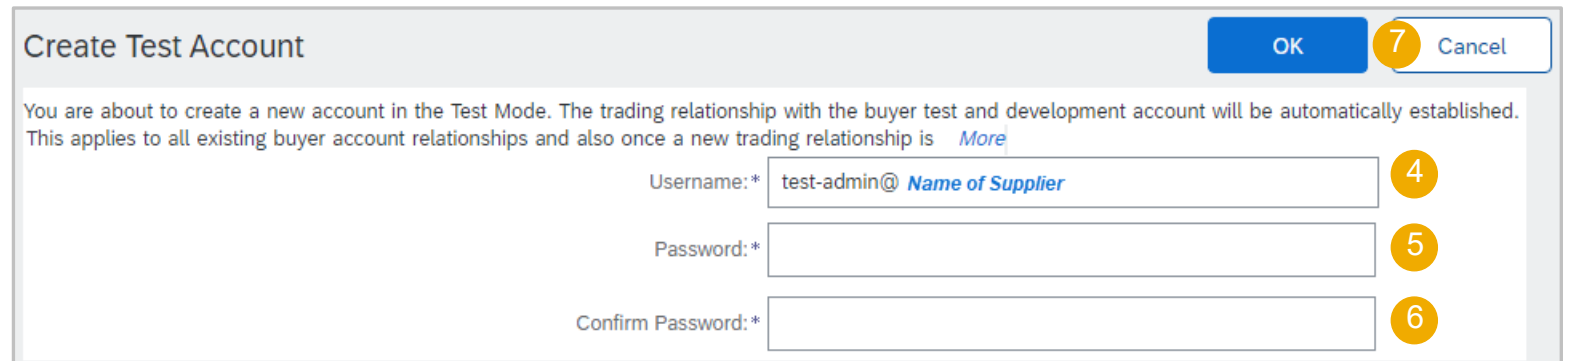 Create Test Account
OK
7
Cancel
You are about to create a new account in the Test Mode. The trading relationship with the buyer test and development account will be automatically established.
This applies to all existing buyer account relationships and also once a new trading relationship is More
Username:* test-admin@ Name of Supplier 4
Password:* 5
Confirm Password:* 6